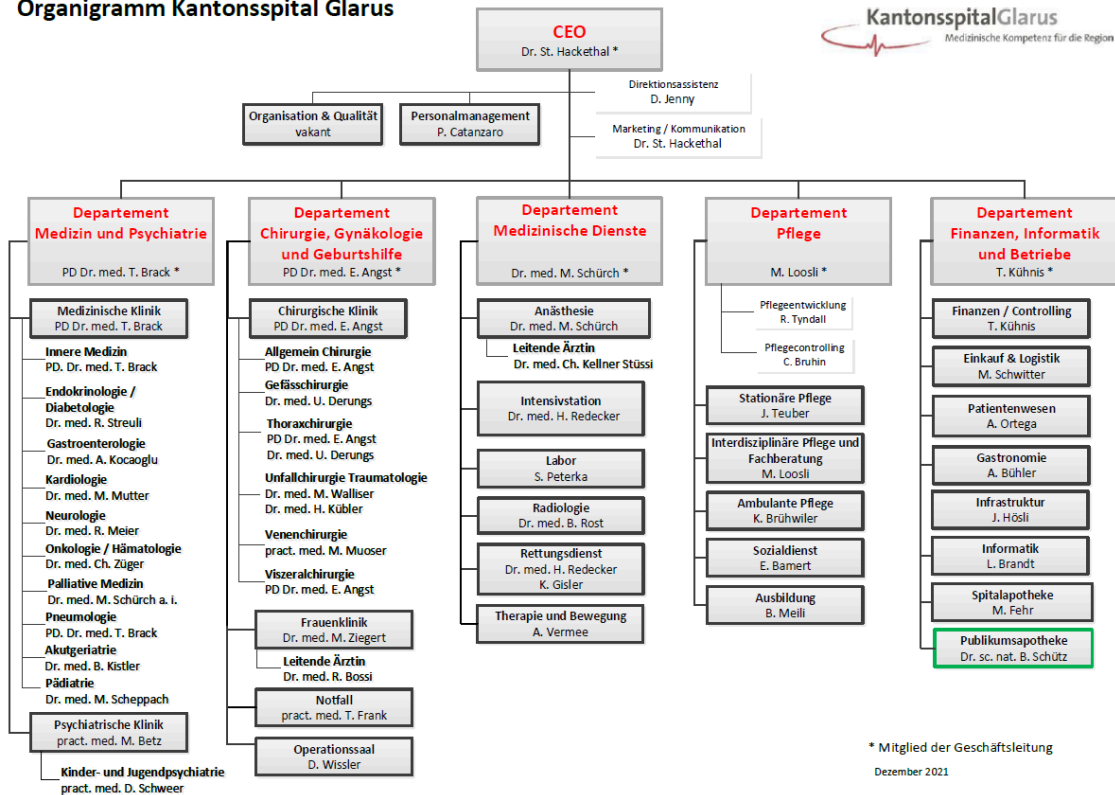 Organigramm Kantonsspital Glarus
KantonsspitalGlarus
Medizinische Kompetenz für die Region
CEO
Dr. St. Hackethal *
Direktionsassistenz
D. Jenny
Organisation & Qualität
vakant
Personalmanagement
P. Catanzaro
Marketing / Kommunikation
Dr. St. Hackethal
Departement
Medizin und Psychiatrie
PD Dr. med. T. Brack *
Medizinische Klinik
PD Dr. med. T. Brack
Innere Medizin
PD. Dr. med. T. Brack
Endokrinologie /
Diabetologie
Dr. med. R. Streuli
Gastroenterologie
Dr. med. A. Kocaoglu
Kardiologie
Dr. med. M. Mutter
Neurologie
Dr. med. R. Meier
Onkologie / Hämatologie
Dr. med. Ch. Züger
Palliative Medizin
Dr. med. M. Schürch a. i.
Pneumologie
PD. Dr. med. T. Brack
Akutgeriatrie
Dr. med. B. Kistler
Pädiatrie
Dr. med. M. Scheppach
Psychiatrische Klinik
pract. med. M. Betz
Kinder- und Jugendpsychiatrie
pract. med. D. Schweer
Departement
Chirurgie, Gynäkologie
und Geburtshilfe
PD Dr. med. E. Angst *
Chirurgische Klinik
PD Dr. med. E. Angst
Allgemein Chirurgie
PD Dr. med. E. Angst
Gefässchirurgie
Dr. med. U. Derungs
Thoraxchirurgie
PD Dr. med. E. Angst
Dr. med. U. Derungs
Unfallchirurgie Traumatologie
Dr. med. M. Walliser
Dr. med. H. Kübler
Venenchirurgie
pract. med. M. Muoser
Viszeralchirurgie
PD Dr. med. E. Angst
Frauenklinik
Dr. med. M. Ziegert
Leitende Ärztin
Dr. med. R. Bossi
Notfall
pract. med. T. Frank
Operationssaal
D. Wissler
Departement
Medizinische Dienste
Dr. med. M. Schürch *
Anästhesie
Dr. med. M. Schürch
Leitende Ärztin
Dr. med. Ch. Kellner Stüssi
Intensivstation
Dr. med. H. Redecker
Labor
S. Peterka
Radiologie
Dr. med. B. Rost
Rettungsdienst
Dr. med. H. Redecker
K. Gisler
Therapie und Bewegung
A. Vermee
Departement
Pflege
M. Loosli *
Pflegeentwicklung
R. Tyndall
Pflegecontrolling
C. Bruhin
Stationäre Pflege
J. Teuber
Interdisziplinäre Pflege und
Fachberatung
M. Loosli
Ambulante Pflege
K. Brühwiler
Sozialdienst
E. Bamert
Ausbildung
B. Meili
Departement
Finanzen, Informatik
und Betriebe
T. Kühnis *
Finanzen / Controlling
T. Kühnis
Einkauf & Logistik
M. Schwitter
Patientenwesen
A. Ortega
Gastronomie
A. Bühler
Infrastruktur
J. Hösli
Informatik
L. Brandt
Spitalapotheke
M. Fehr
Publikumsapotheke
Dr. sc. nat. B. Schütz
* Mitglied der Geschäftsleitung
Dezember 2021